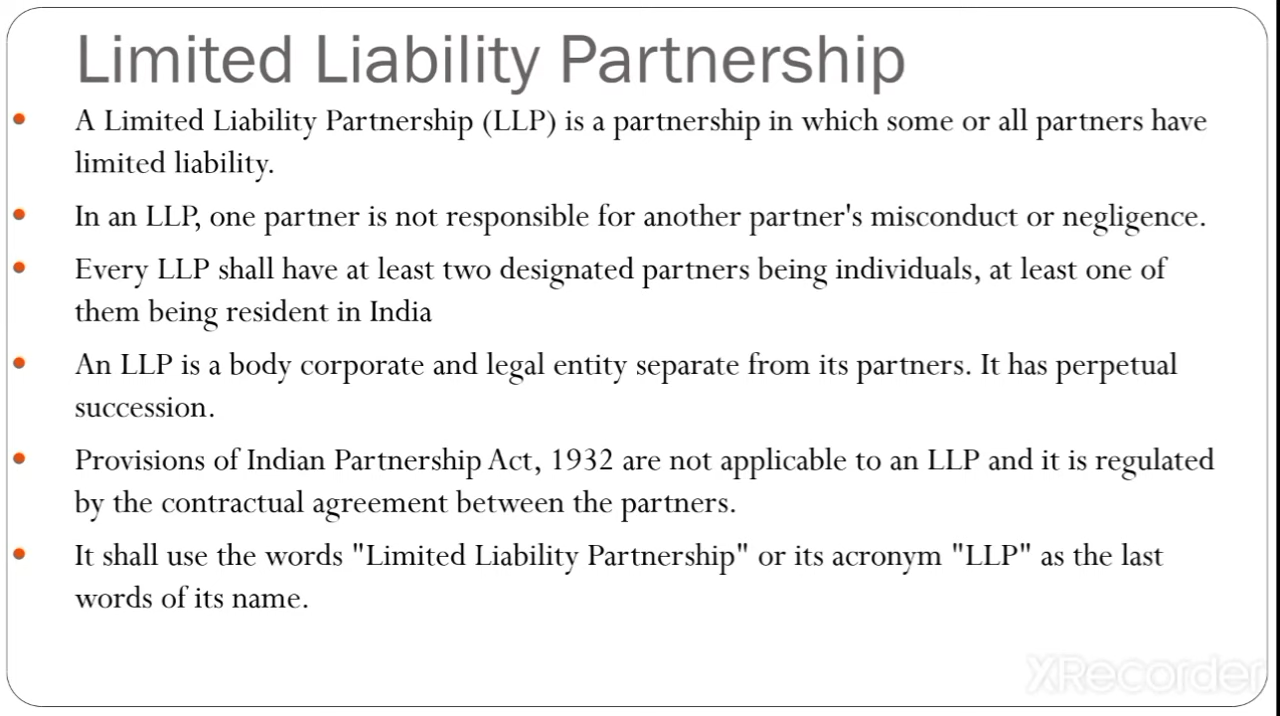 Limited Liability Partnership
A Limited Liability Partnership (LLP) is a partnership in which some or all partners have
limited liability.
In an LLP, one partner is not responsible for another partner's misconduct or negligence.
Every LLP shall have at least two designated partners being individuals, at least one of
them being resident in India
An LLP is a body corporate and legal entity separate from its partners. It has perpetual
succession.
Provisions of Indian Partnership Act, 1932 are not applicable to an LLP and it is regulated
by the contractual agreement between the partners.
It shall use the words "Limited Liability Partnership" or its acronym "LLP" as the last
words of its name.
XRecorder